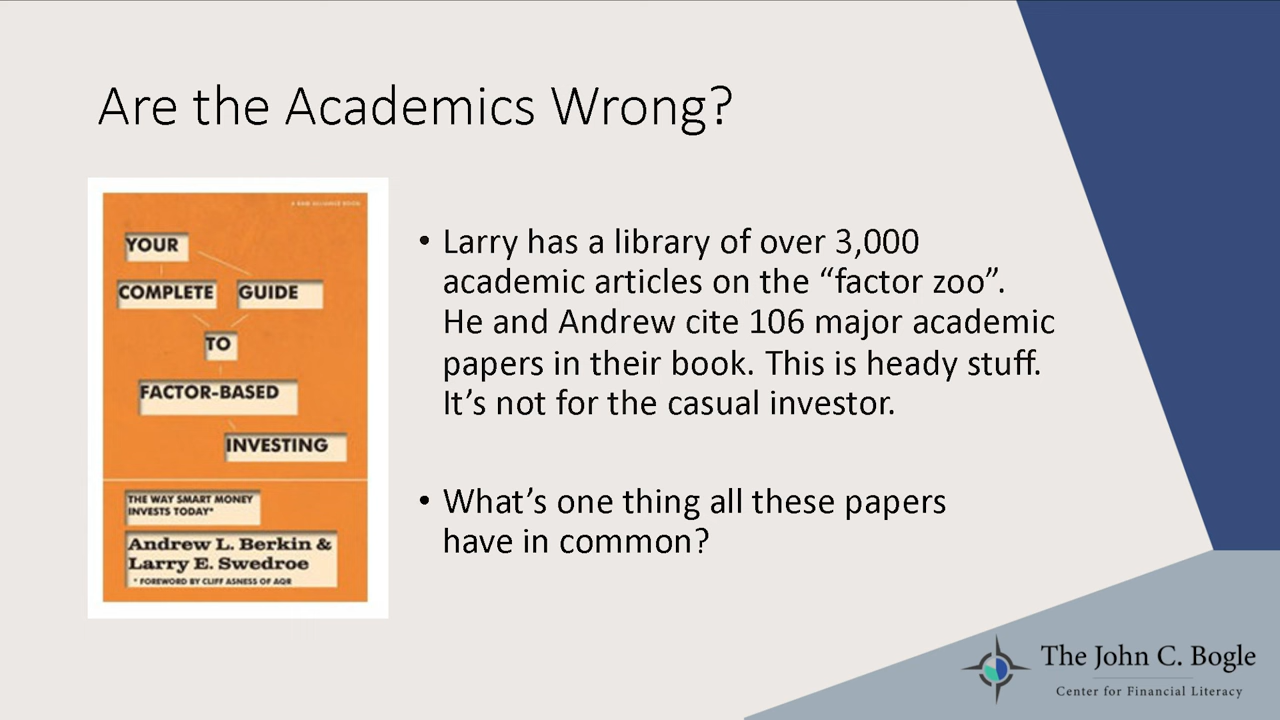 Are the Academics Wrong?
A BAM ALLIANCE BOOK
YOUR
COMPLETE GUIDE
TO
FACTOR-BASED
INVESTING
THE WAY SMART MONEY
INVESTS TODAY*
Andrew L. Berkin &
Larry E. Swedroe
* FOREWORD BY CLIFF ASNESS OF AQR
• Larry has a library of over 3,000
academic articles on the “factor zoo”.
He and Andrew cite 106 major academic
papers in their book. This is heady stuff.
It’s not for the casual investor.
• What’s one thing all these papers
have in common?
The John C. Bogle
Center for Financial Literacy